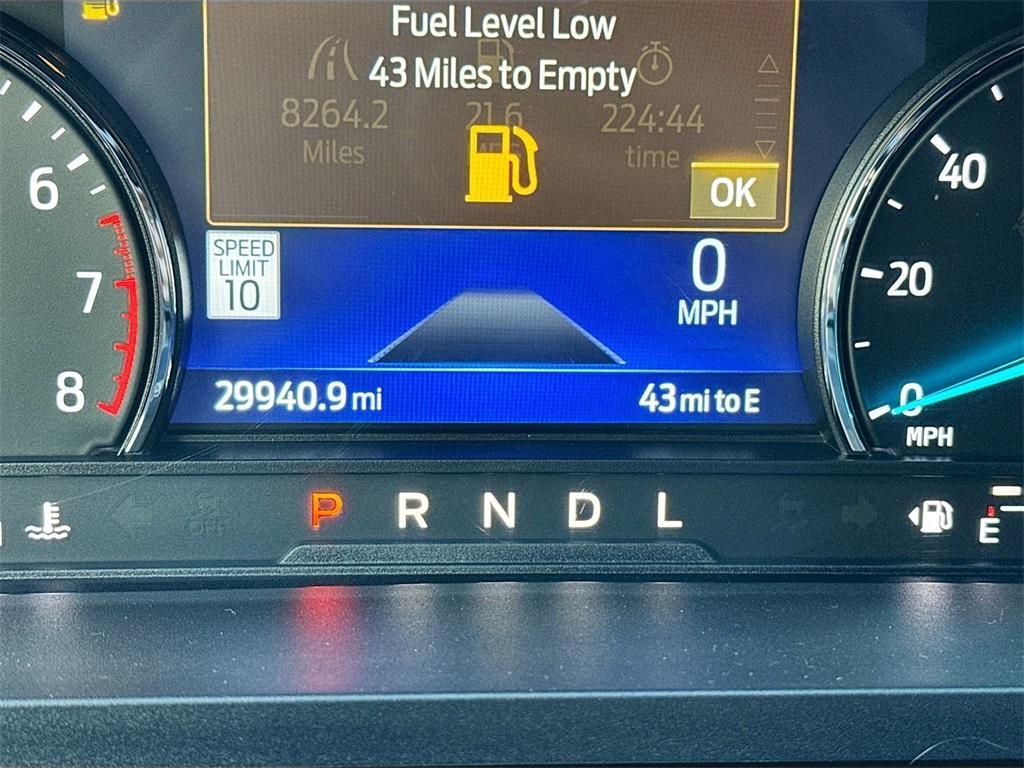 Fuel Level Low
43 Miles to Empty
8264.2 21.6 224:44
Miles MPG time
OK
SPEED
LIMIT
10
0
MPH
29940.9 mi
43 mi to E
6
7
8
40
20
0
MPH
P R N D L
E